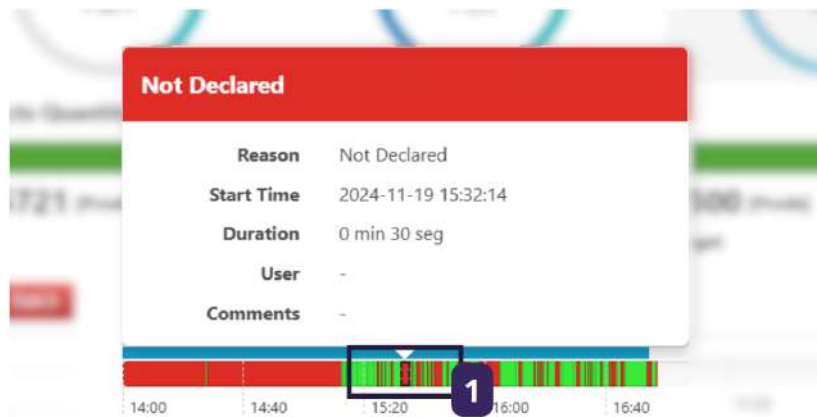 Not Declared
Reason Not Declared
Start Time 2024-11-19 15:32:14
Duration 0 min 30 seg
User -
Comments -
1
14:00 14:40 15:20 16:00 16:40